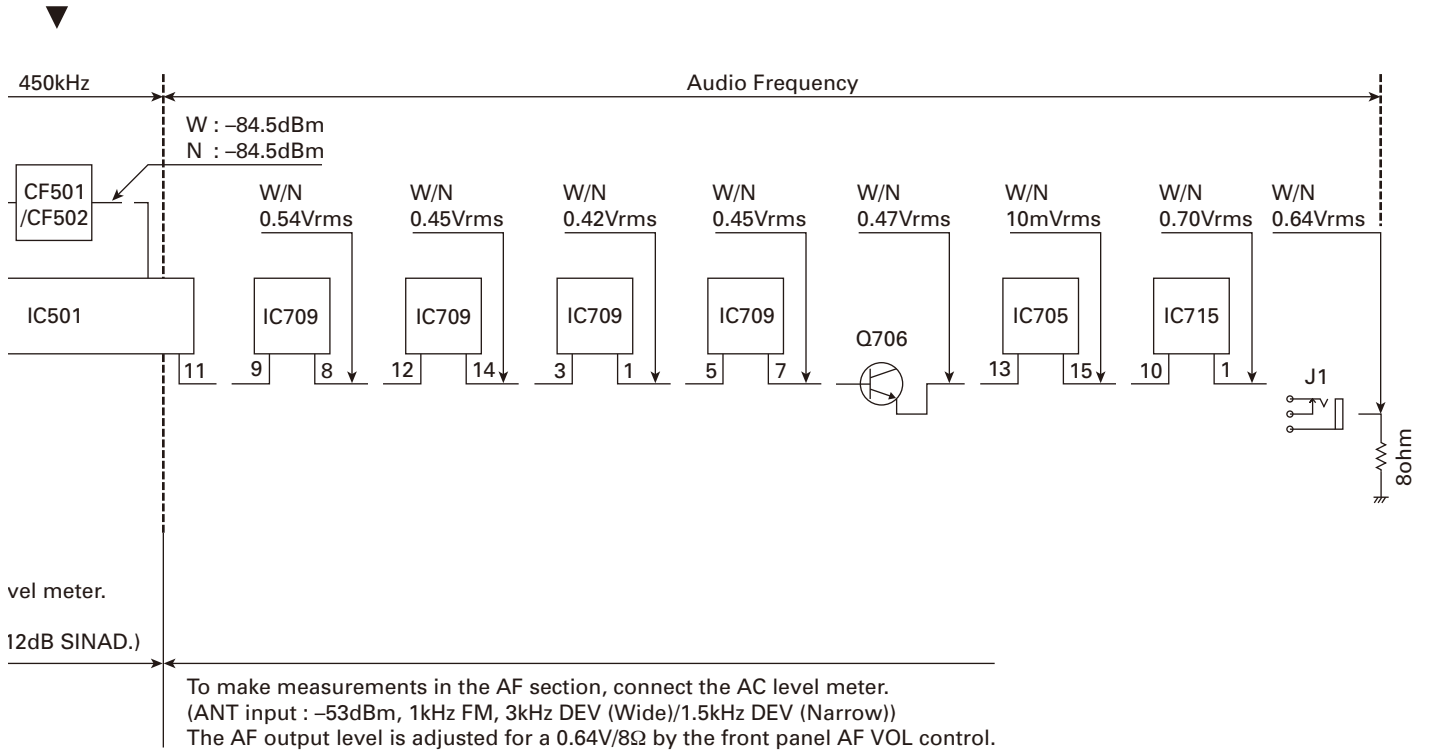 450kHz
Audio Frequency
W : –84.5dBm
N : –84.5dBm
CF501
/CF502
W/N
0.54Vrms
W/N
0.45Vrms
W/N
0.42Vrms
W/N
0.45Vrms
W/N
0.47Vrms
W/N
10mVrms
W/N
0.70Vrms
W/N
0.64Vrms
IC501
IC709
IC709
IC709
IC709
Q706
IC705
IC715
11
9
8
12
14
3
1
5
7
13
15
10
1
J1
8ohm
vel meter.
12dB SINAD.)
To make measurements in the AF section, connect the AC level meter.
(ANT input : –53dBm, 1kHz FM, 3kHz DEV (Wide)/1.5kHz DEV (Narrow))
The AF output level is adjusted for a 0.64V/8Ω by the front panel AF VOL control.